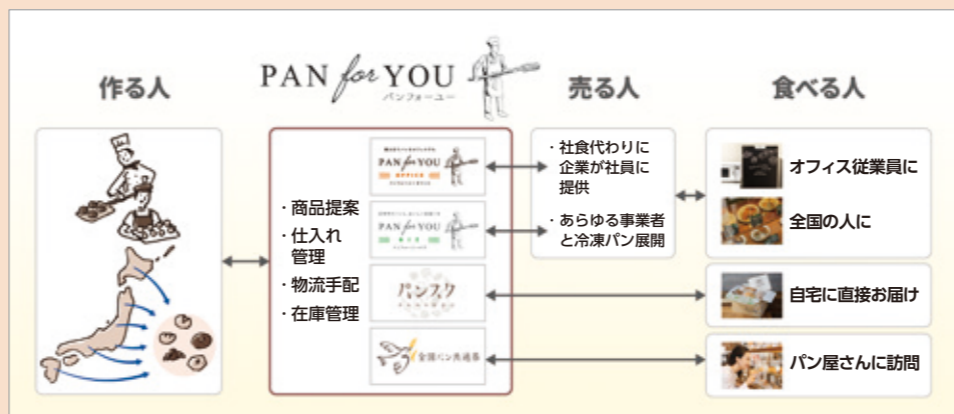 作る人
PAN for YOU
パンフォーユー
売る人
食べる人
・商品提案
・仕入れ
管理
・物流手配
・在庫管理
PAN for YOU
OFFICE
PAN for YOU
パンスク
全国パン共通券
・社食代わりに
企業が社員に
提供
・あらゆる事業者
と冷凍パン展開
オフィス従業員に
全国の人に
自宅に直接お届け
パン屋さんに訪問